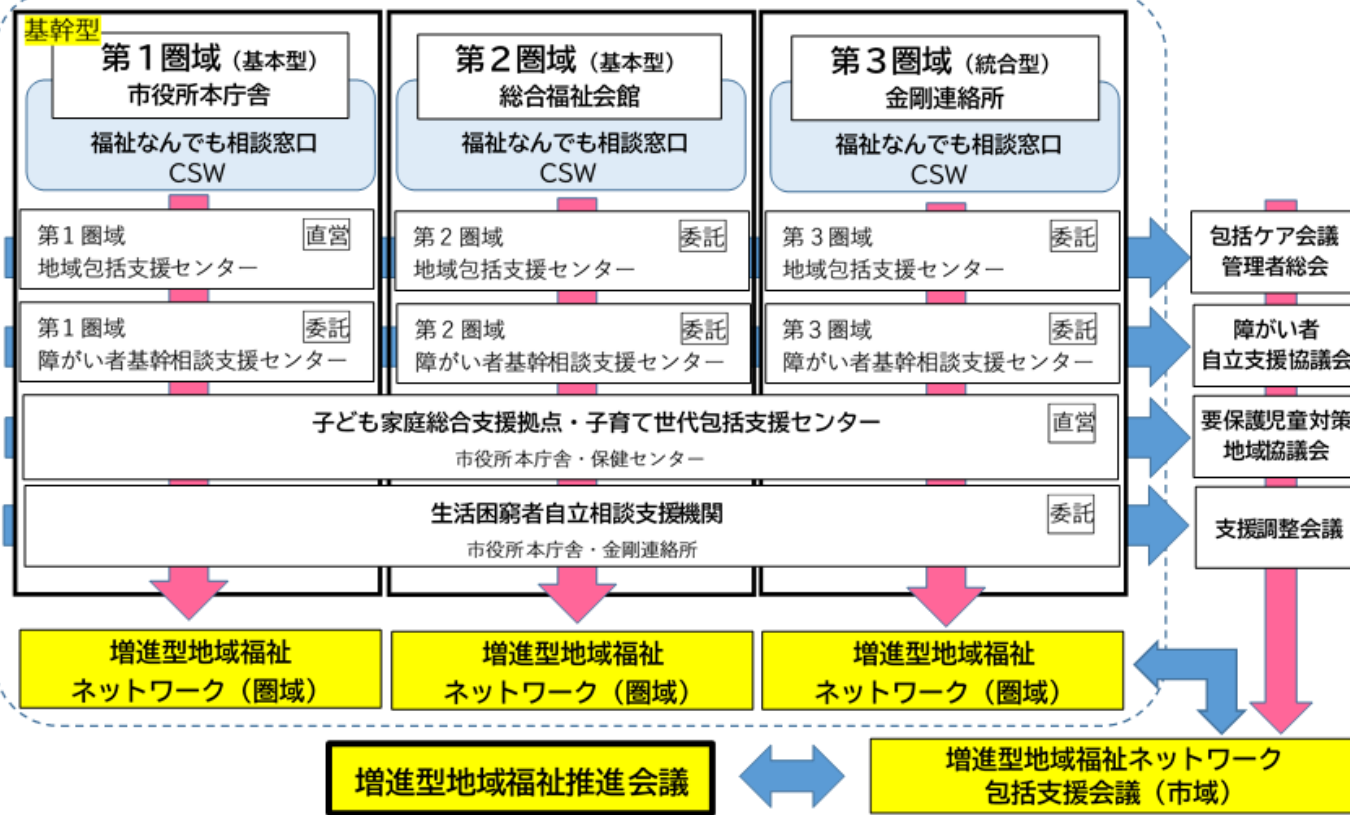 基幹型
第1圏域（基本型）
市役所本庁舎
福祉なんでも相談窓口
CSW
第2圏域（基本型）
総合福祉会館
福祉なんでも相談窓口
CSW
第3圏域（統合型）
金剛連絡所
福祉なんでも相談窓口
CSW
第1圏域 直営
地域包括支援センター
第2圏域 委託
地域包括支援センター
第3圏域 委託
地域包括支援センター
包括ケア会議
管理者総会
第1圏域 委託
障がい者基幹相談支援センター
第2圏域 委託
障がい者基幹相談支援センター
第3圏域 委託
障がい者基幹相談支援センター
障がい者
自立支援協議会
子ども家庭総合支援拠点・子育て世代包括支援センター 直営
市役所本庁舎・保健センター
要保護児童対策
地域協議会
生活困窮者自立相談支援機関 委託
市役所本庁舎・金剛連絡所
支援調整会議
増進型地域福祉
ネットワーク（圏域）
増進型地域福祉
ネットワーク（圏域）
増進型地域福祉
ネットワーク（圏域）
増進型地域福祉推進会議
増進型地域福祉ネットワーク
包括支援会議（市域）